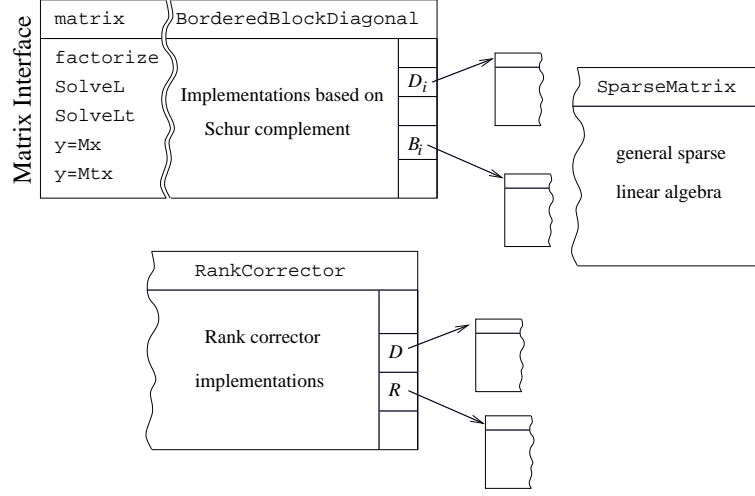 Matrix Interface
matrix
BorderedBlockDiagonal
factorize
SolveL
SolveLt
y=Mx
y=Mtx
Implementations based on
Schur complement
D_i
B_i
SparseMatrix
general sparse
linear algebra
RankCorrector
Rank corrector
implementations
D
R